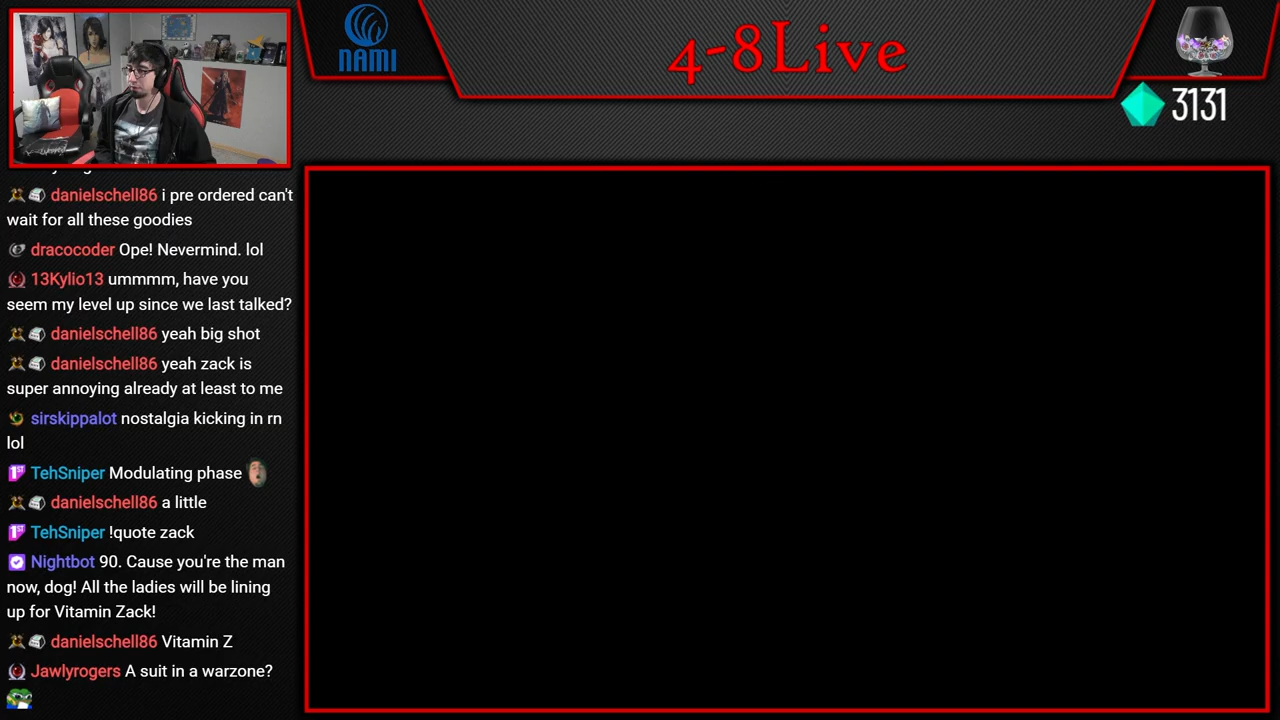 NAMI
4-8Live
3131
danielschell86 i pre ordered can't
wait for all these goodies
dracocoder Ope! Nevermind. lol
13Kylio13 ummmm, have you
seem my level up since we last talked?
danielschell86 yeah big shot
danielschell86 yeah zack is
super annoying already at least to me
sirskippalot nostalgia kicking in rn
lol
1ST TehSniper Modulating phase
danielschell86 a little
1ST TehSniper !quote zack
Nightbot 90. Cause you're the man
now, dog! All the ladies will be lining
up for Vitamin Zack!
danielschell86 Vitamin Z
Jawlyrogers A suit in a warzone?